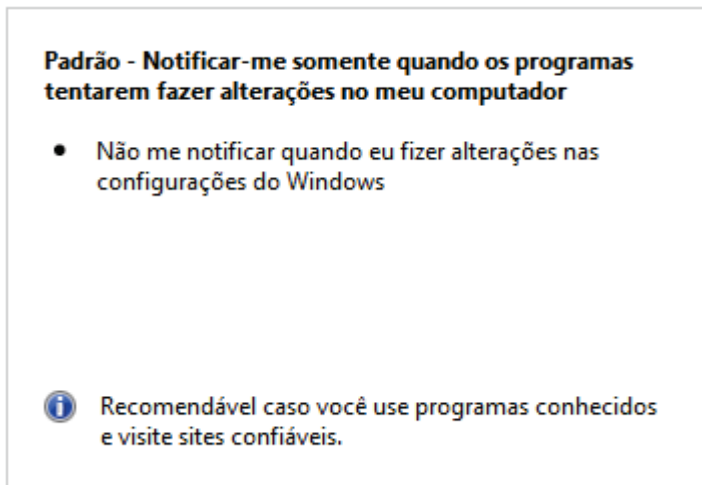 Padrão - Notificar-me somente quando os programas
tentarem fazer alterações no meu computador
• Não me notificar quando eu fizer alterações nas
configurações do Windows
Recomendável caso você use programas conhecidos
e visite sites confiáveis.